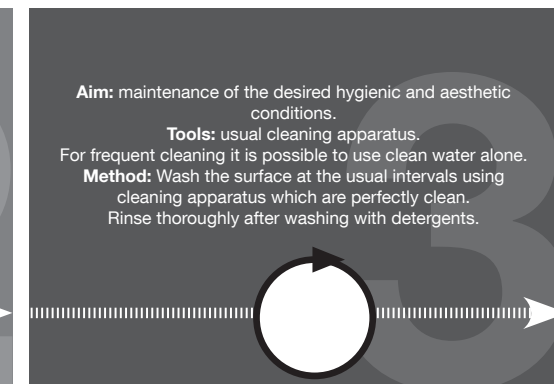 Aim: maintenance of the desired hygienic and aesthetic
conditions.
Tools: usual cleaning apparatus.
For frequent cleaning it is possible to use clean water alone.
Method: Wash the surface at the usual intervals using
cleaning apparatus which are perfectly clean.
Rinse thoroughly after washing with detergents.
3